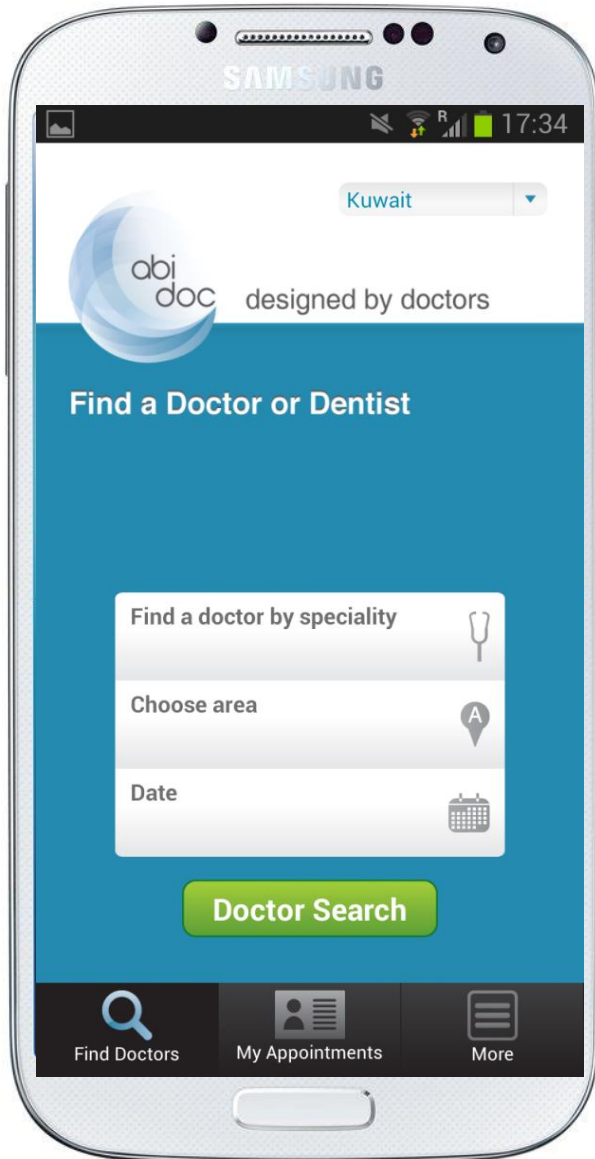 SAMSUNG
R
17:34
Kuwait
abi
doc
designed by doctors
Find a Doctor or Dentist
Find a doctor by speciality
Choose area
A
Date
Doctor Search
Find Doctors
My Appointments
More